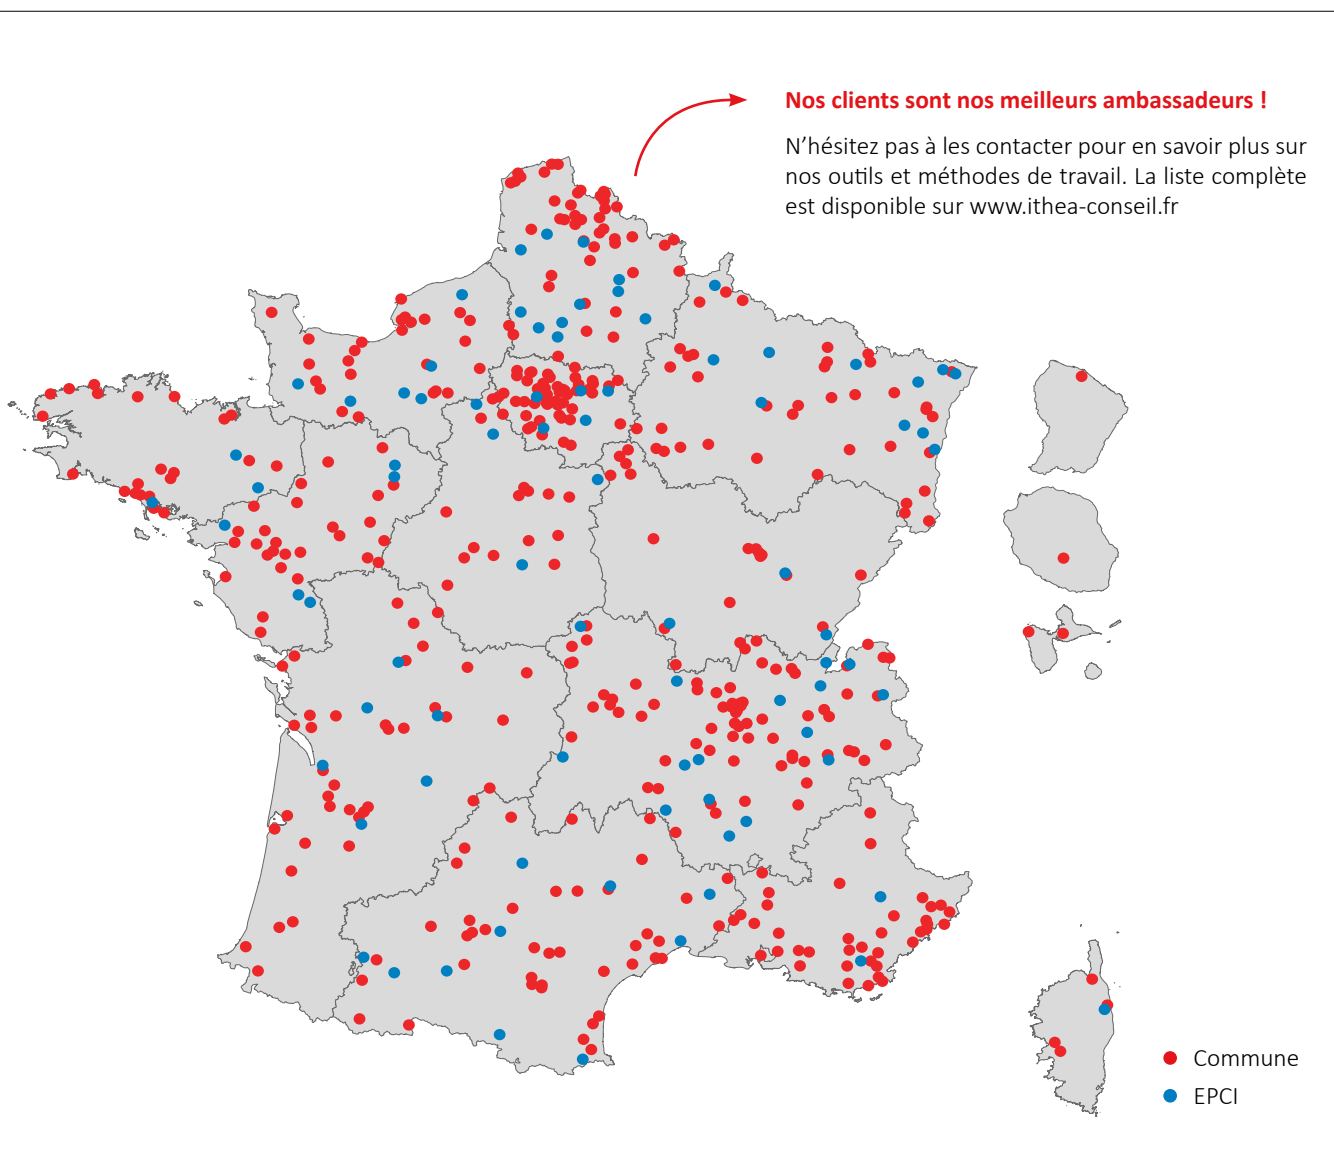 Nos clients sont nos meilleurs ambassadeurs !
N’hésitez pas à les contacter pour en savoir plus sur
nos outils et méthodes de travail. La liste complète
est disponible sur www.ithea-conseil.fr
Commune
EPCI